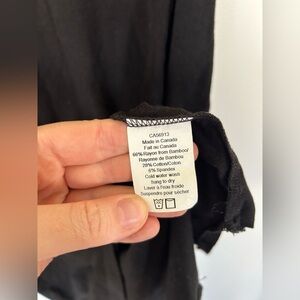 CA56913
Made in Canada
Fait au Canada
66% Rayon from Bamboo/
Rayonne de Bambou
28% Cotton/Coton
6% Spandex
Cold water wash
hang to dry
Laver à l'eau froide
Suspendre pour sécher